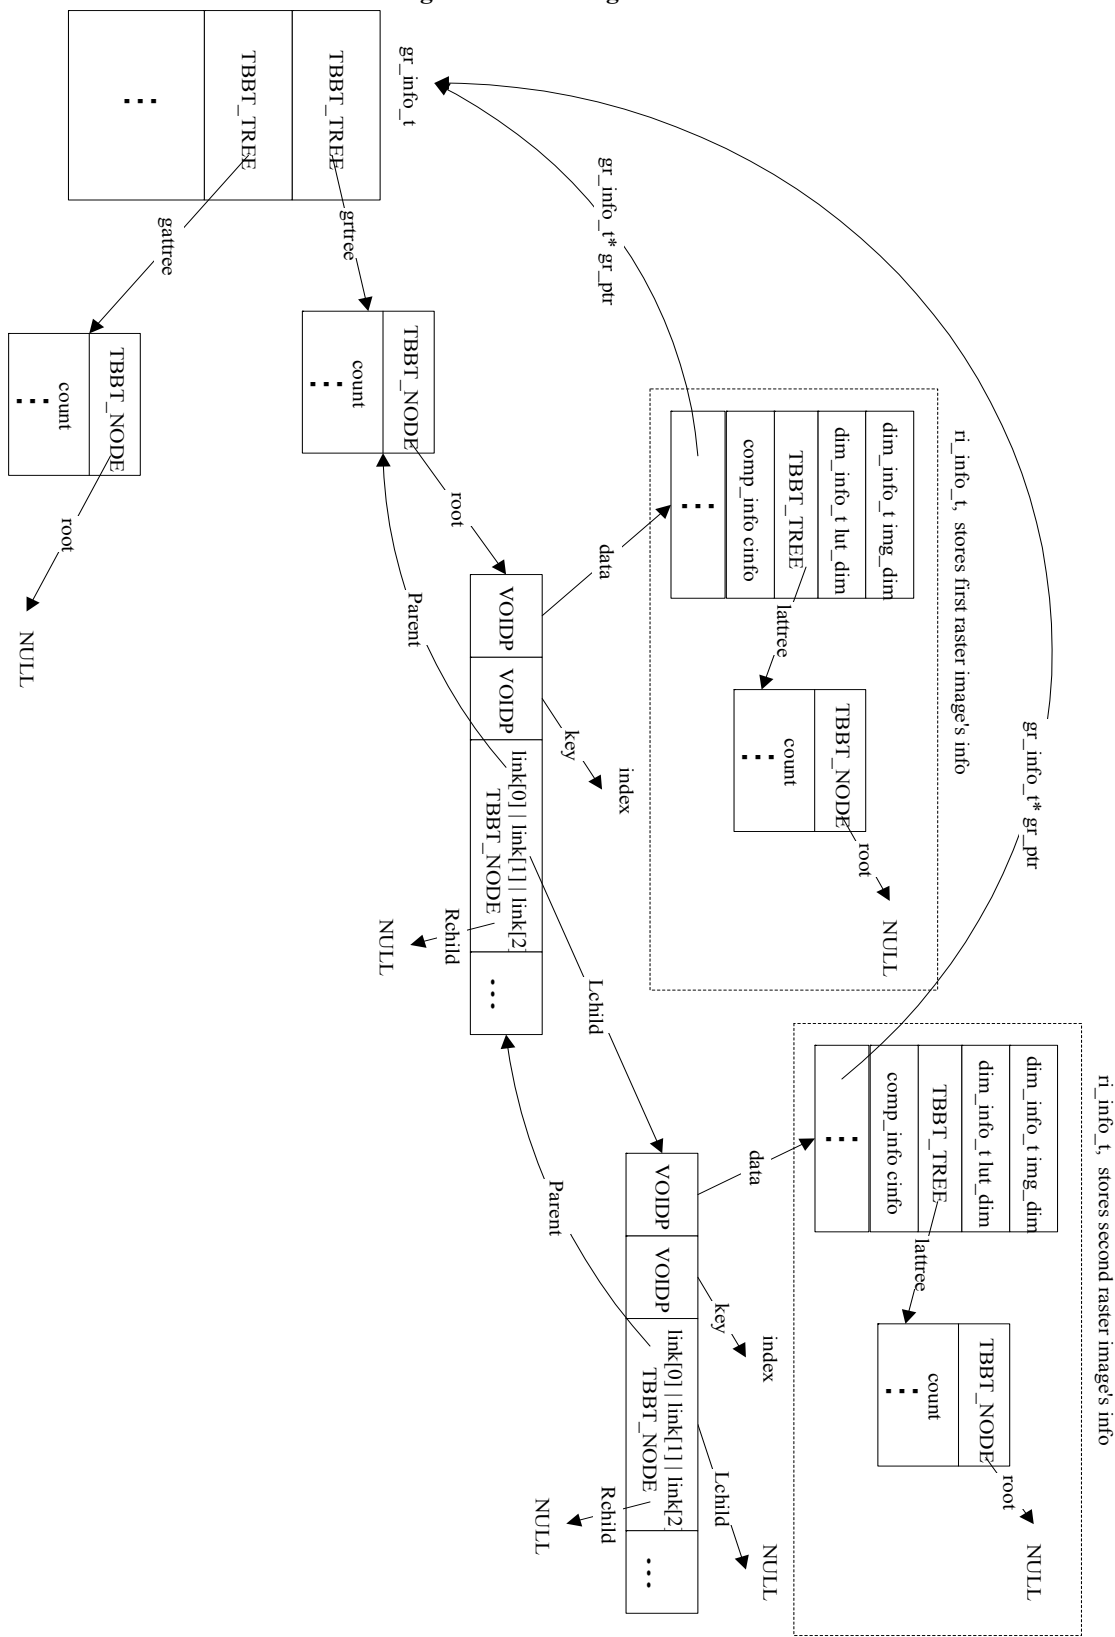 gr_info_t
TBBT_TREE
TBBT_TREE
...
grtree
gattree
TBBT_NODE
count
...
root
NULL
TBBT_NODE
count
...
root
VOIDP
VOIDP
link[0] | link[1] | link[2]
TBBT_NODE
...
data
key
index
Parent
Lchild
Rchild
NULL
gr_info_t* gr_ptr
ri_info_t, stores first raster image's info
dim_info_t img_dim
dim_info_t lut_dim
TBBT_TREE
comp_info cinfo
...
lattree
TBBT_NODE
count
...
root
NULL
gr_info_t* gr_ptr
ri_info_t, stores second raster image's info
dim_info_t img_dim
dim_info_t lut_dim
TBBT_TREE
comp_info cinfo
...
lattree
TBBT_NODE
count
...
root
NULL
VOIDP
VOIDP
link[0] | link[1] | link[2]
TBBT_NODE
...
data
key
index
Parent
Lchild
NULL
Rchild
NULL